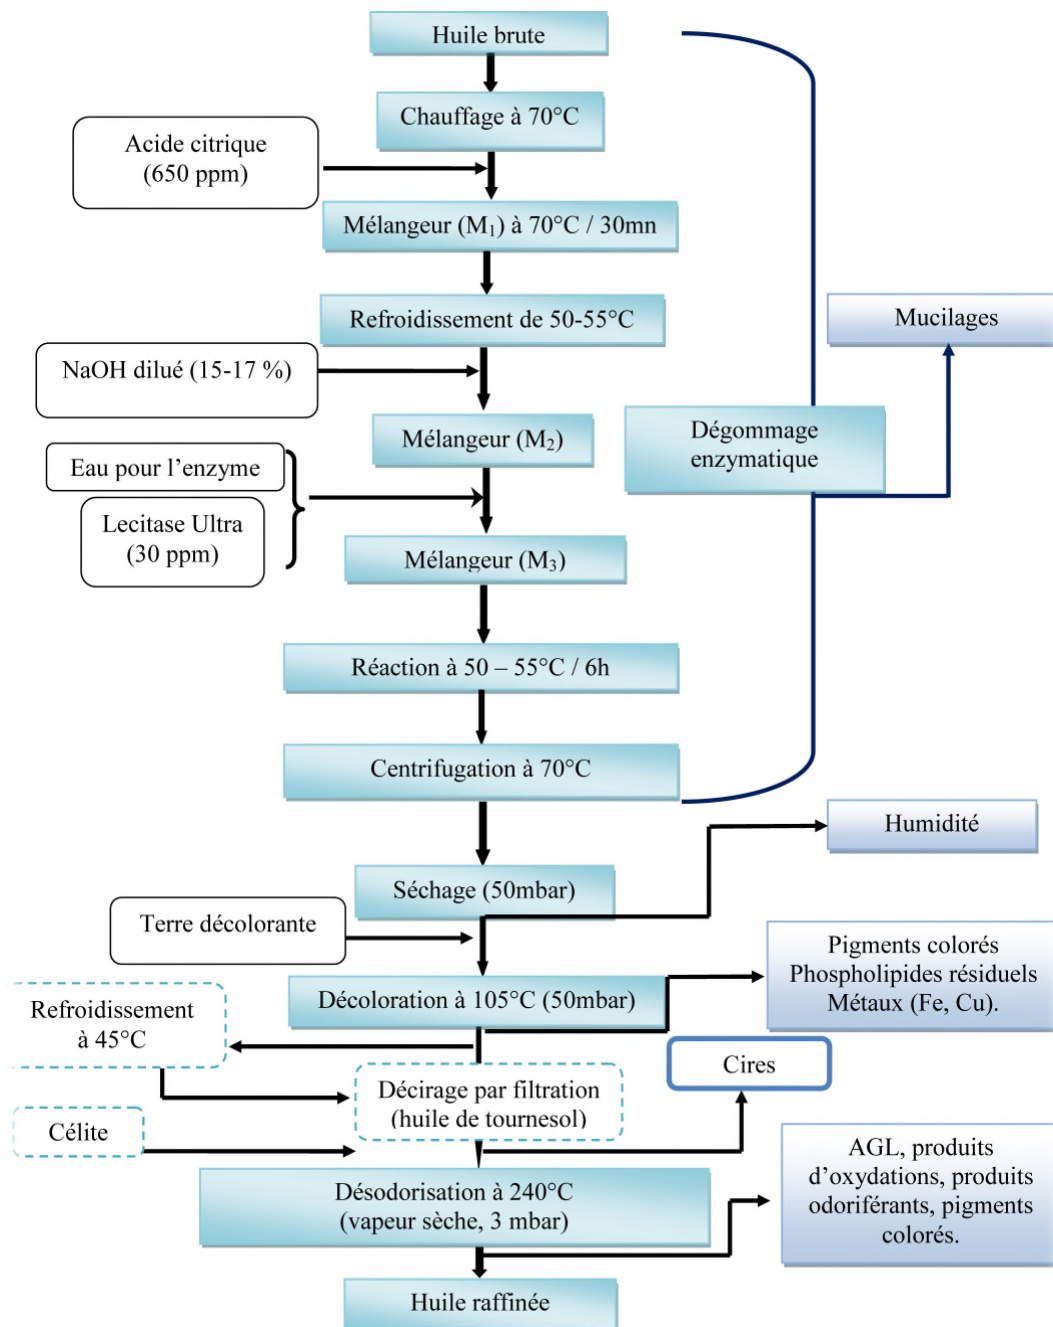 Huile brute
Chauffage à 70°C
Acide citrique
(650 ppm)
Mélangeur (M₁) à 70°C / 30mn
Refroidissement de 50-55°C
Mucilages
NaOH dilué (15-17 %)
Mélangeur (M₂)
Dégommage
enzymatique
Eau pour l’enzyme
Lecitase Ultra
(30 ppm)
Mélangeur (M₃)
Réaction à 50 – 55°C / 6h
Centrifugation à 70°C
Humidité
Séchage (50mbar)
Terre décolorante
Pigments colorés
Phospholipides résiduels
Métaux (Fe, Cu).
Décoloration à 105°C (50mbar)
Refroidissement
à 45°C
Cires
Décirage par filtration
(huile de tournesol)
Célite
AGL, produits
d’oxydations, produits
odoriférants, pigments
colorés.
Désodorisation à 240°C
(vapeur sèche, 3 mbar)
Huile raffinée